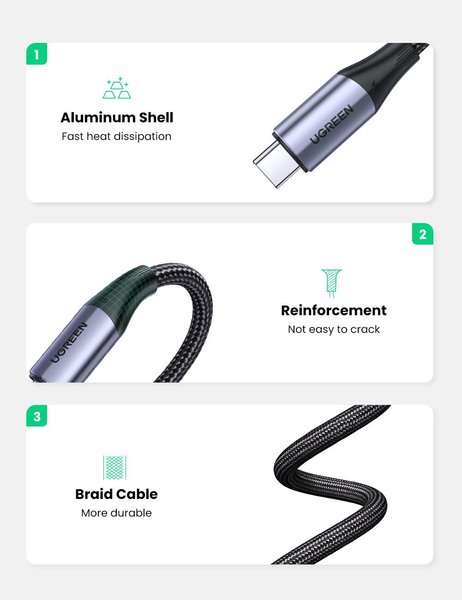 1
Aluminum Shell
Fast heat dissipation
UGREEN
2
Reinforcement
Not easy to crack
UGREEN
3
Braid Cable
More durable